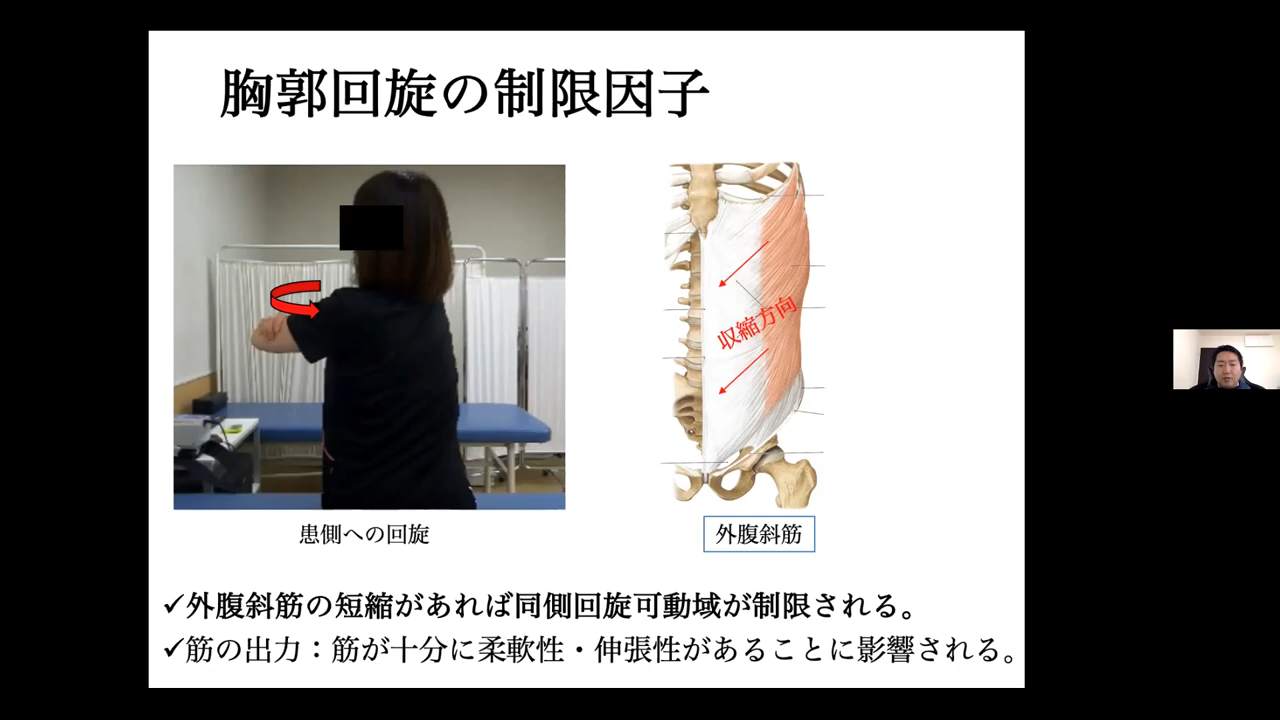 胸郭回旋の制限因子
収縮方向
患側への回旋
外腹斜筋
✓外腹斜筋の短縮があれば同側回旋可動域が制限される。
✓筋の出力：筋が十分に柔軟性・伸張性があることに影響される。